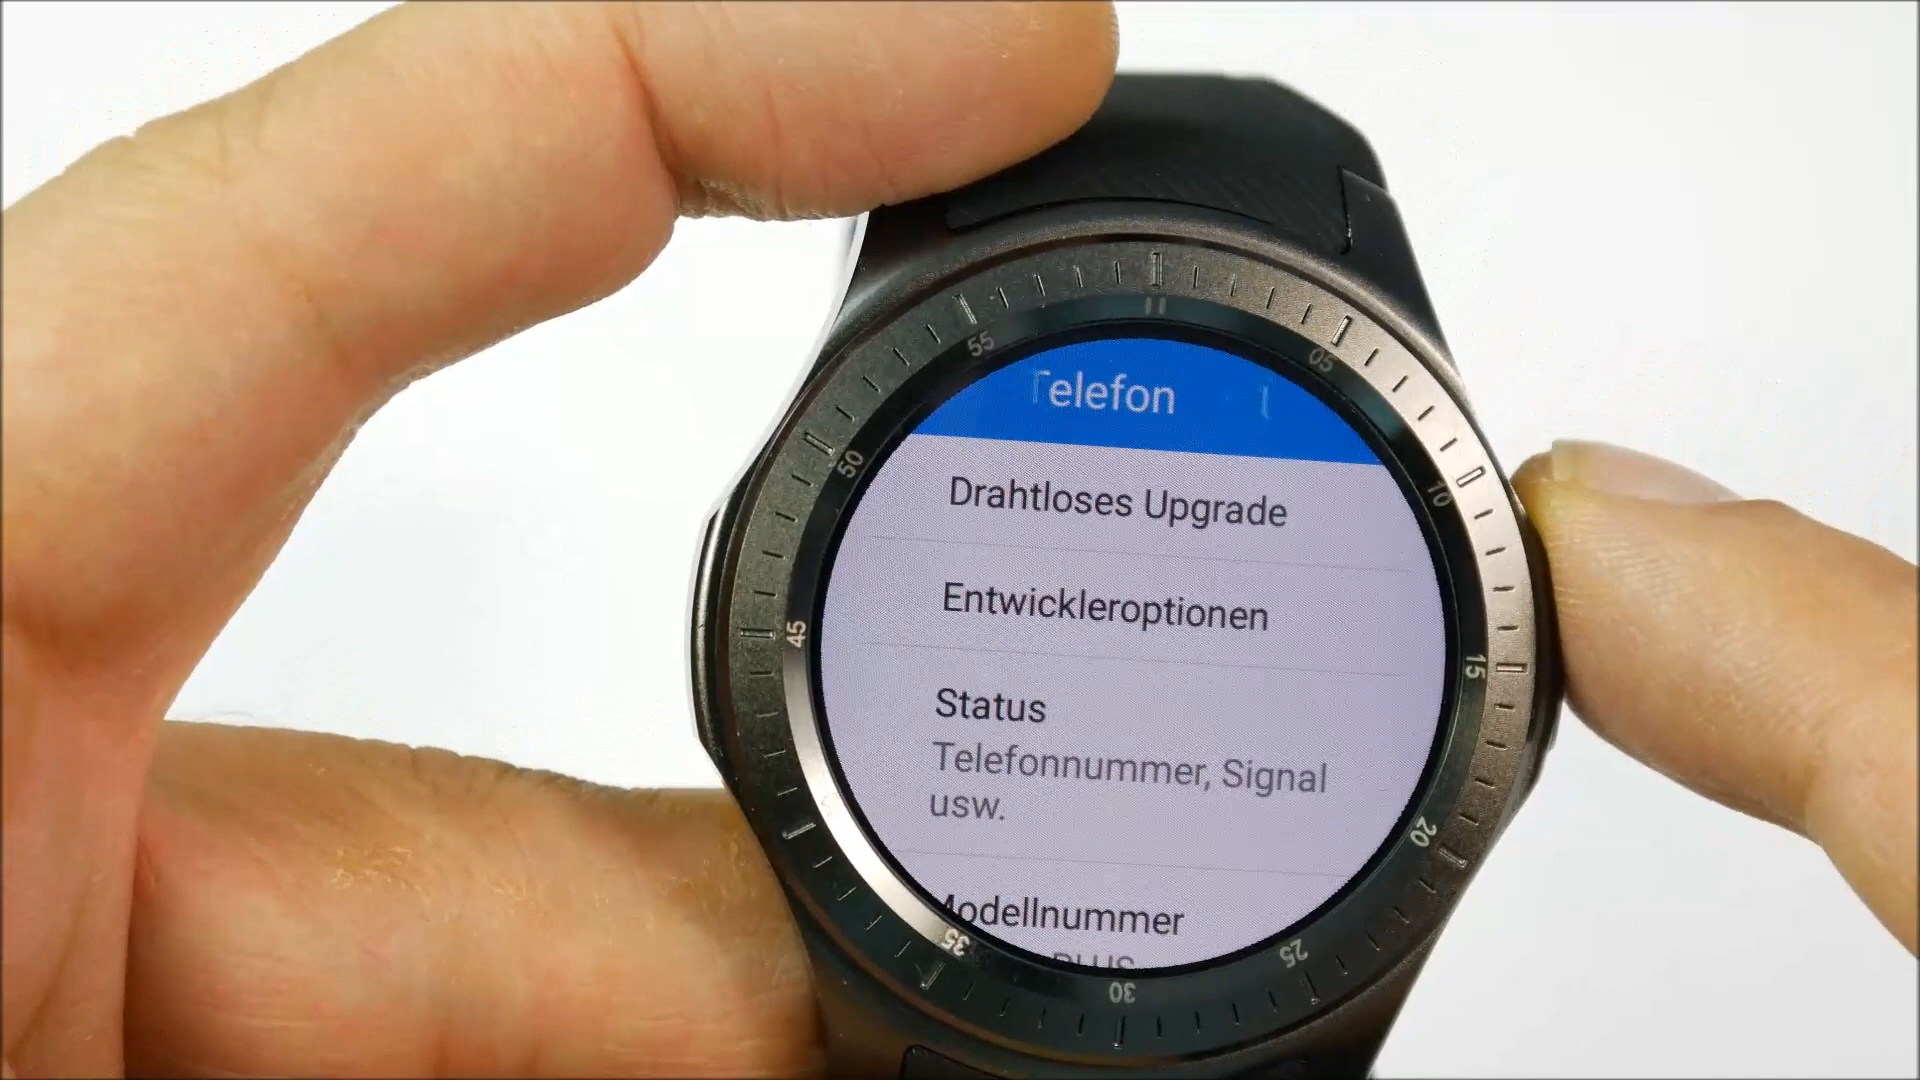 Telefon
Drahtloses Upgrade
Entwickleroptionen
Status
Telefonnummer, Signal
usw.
Modellnummer
PLUS
55
05
50
10
45
15
20
35
25
30